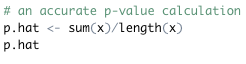 # an accurate p-value calculation
p.hat <- sum(x)/length(x)
p.hat